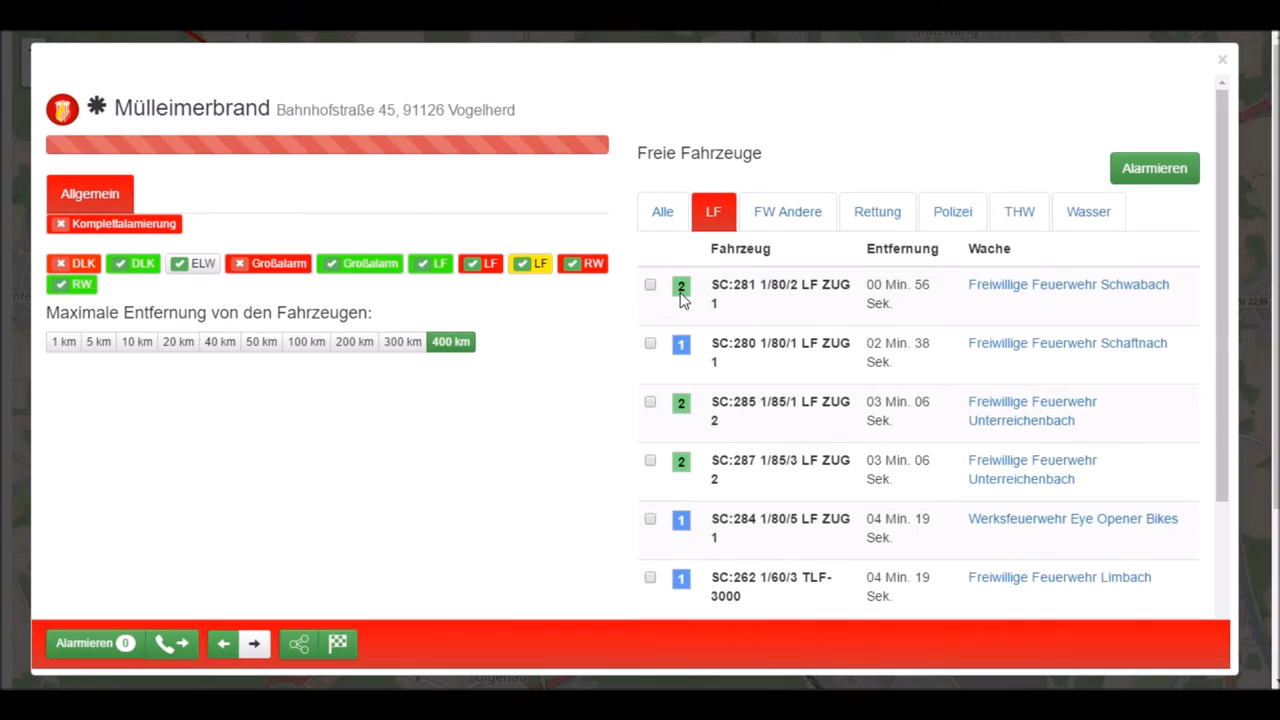 ×
Mülleimerbrand Bahnhofstraße 45, 91126 Vogelherd
Allgemein
Komplettalamierung
DLK DLK ELW Großalarm Großalarm LF LF LF RW
RW
Maximale Entfernung von den Fahrzeugen:
1 km 5 km 10 km 20 km 40 km 50 km 100 km 200 km 300 km 400 km
Freie Fahrzeuge
Alarmieren
Alle LF FW Andere Rettung Polizei THW Wasser
Fahrzeug Entfernung Wache
2 SC:281 1/80/2 LF ZUG 00 Min. 56 Freiwillige Feuerwehr Schwabach
1 Sek.
1 SC:280 1/80/1 LF ZUG 02 Min. 38 Freiwillige Feuerwehr Schaftnach
1 Sek.
2 SC:285 1/85/1 LF ZUG 03 Min. 06 Freiwillige Feuerwehr
2 Sek. Unterreichenbach
2 SC:287 1/85/3 LF ZUG 03 Min. 06 Freiwillige Feuerwehr
2 Sek. Unterreichenbach
1 SC:284 1/80/5 LF ZUG 04 Min. 19 Werksfeuerwehr Eye Opener Bikes
1 Sek.
1 SC:262 1/60/3 TLF- 04 Min. 19 Freiwillige Feuerwehr Limbach
3000 Sek.
Alarmieren 0